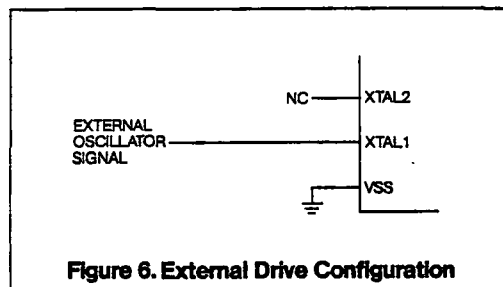 NC XTAL2
EXTERNAL
OSCILLATOR XTAL1
SIGNAL
VSS
Figure 6. External Drive Configuration